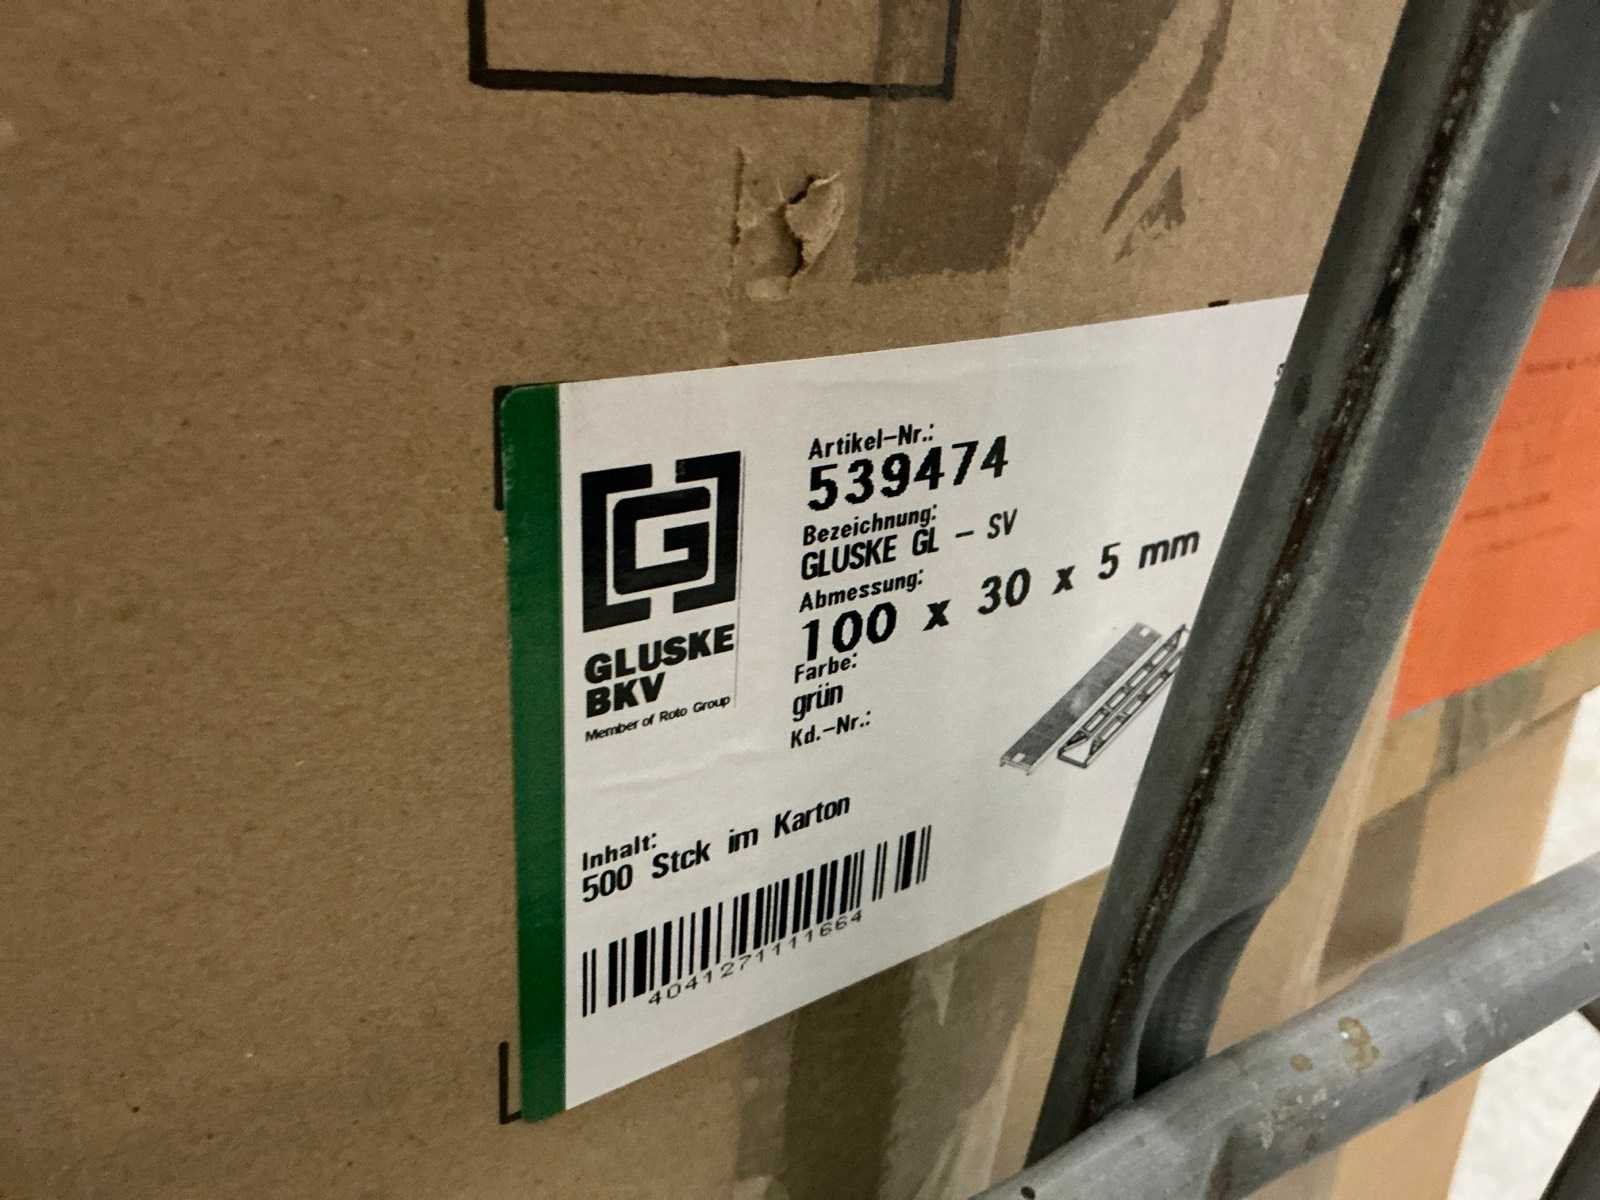 GLUSKE
BKV
Member of Roto Group
Artikel-Nr.:
539474
Bezeichnung:
GLUSKE GL - SV
Abmessung:
100 x 30 x 5 mm
Farbe:
grün
Kd.-Nr.:
Inhalt:
500 Stck im Karton
4041271111664